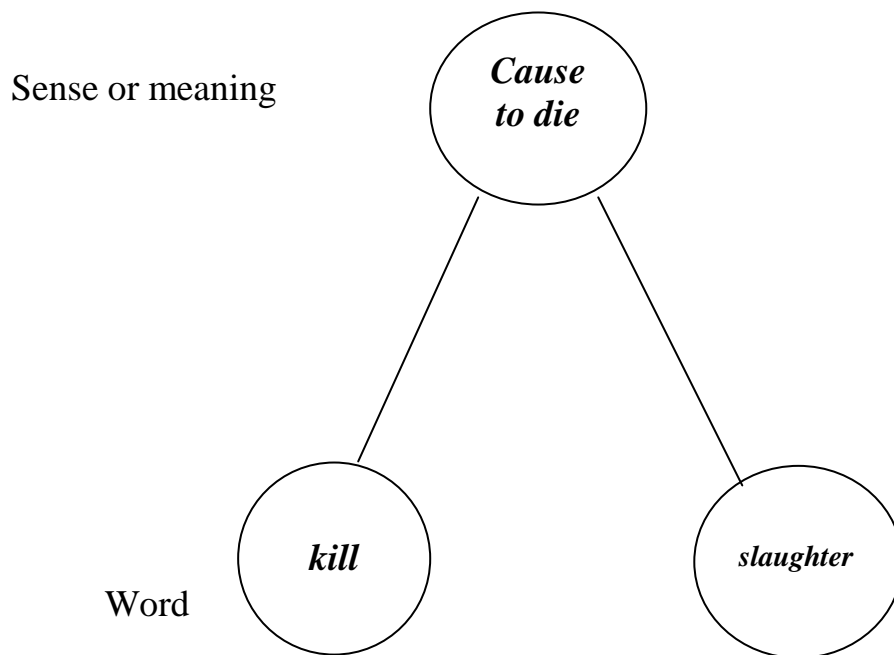 Cause
to die
Sense or meaning
kill
slaughter
Word